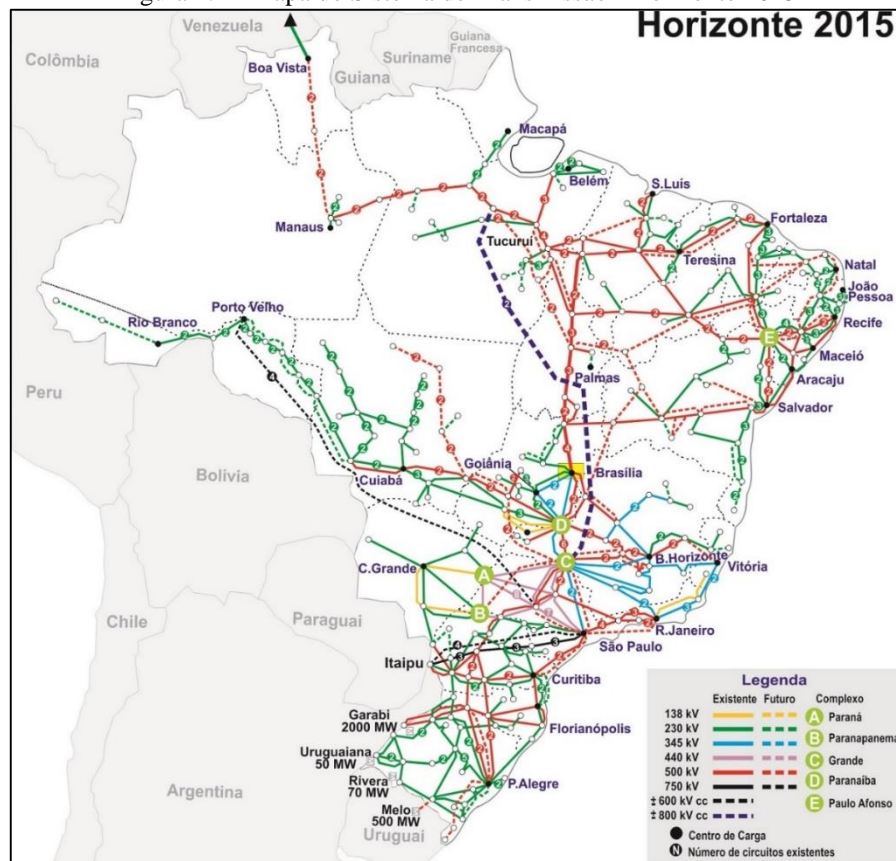 Horizonte 2015
Venezuela
Guiana
Francesa
Colômbia
Suriname
Boa Vista
Guiana
Macapá
Belém
S.Luis
Manaus
Fortaleza
Tucuruí
Teresina
Natal
João
Pessoa
Porto Velho
Rio Branco
Recife
E
Maceió
Palmas
Aracaju
Peru
Salvador
Goiânia
Brasília
Bolivia
Cuiabá
D
B.Horizonte
C.Grande
A
C
Vitória
Chile
Paraguai
B
R.Janeiro
São Paulo
Itaipu
Curitiba
Garabi
2000 MW
Florianópolis
Uruguaiana
50 MW
Rivera
70 MW
P.Alegre
Argentina
Melo
500 MW
Uruguai
Legenda
Existente Futuro Complexo
138 kV A Paraná
230 kV
345 kV B Paranapanema
440 kV C Grande
500 kV D Paranaíba
750 kV
±600 kV cc E Paulo Afonso
±800 kV cc
Centro de Carga
N Número de circuitos existentes